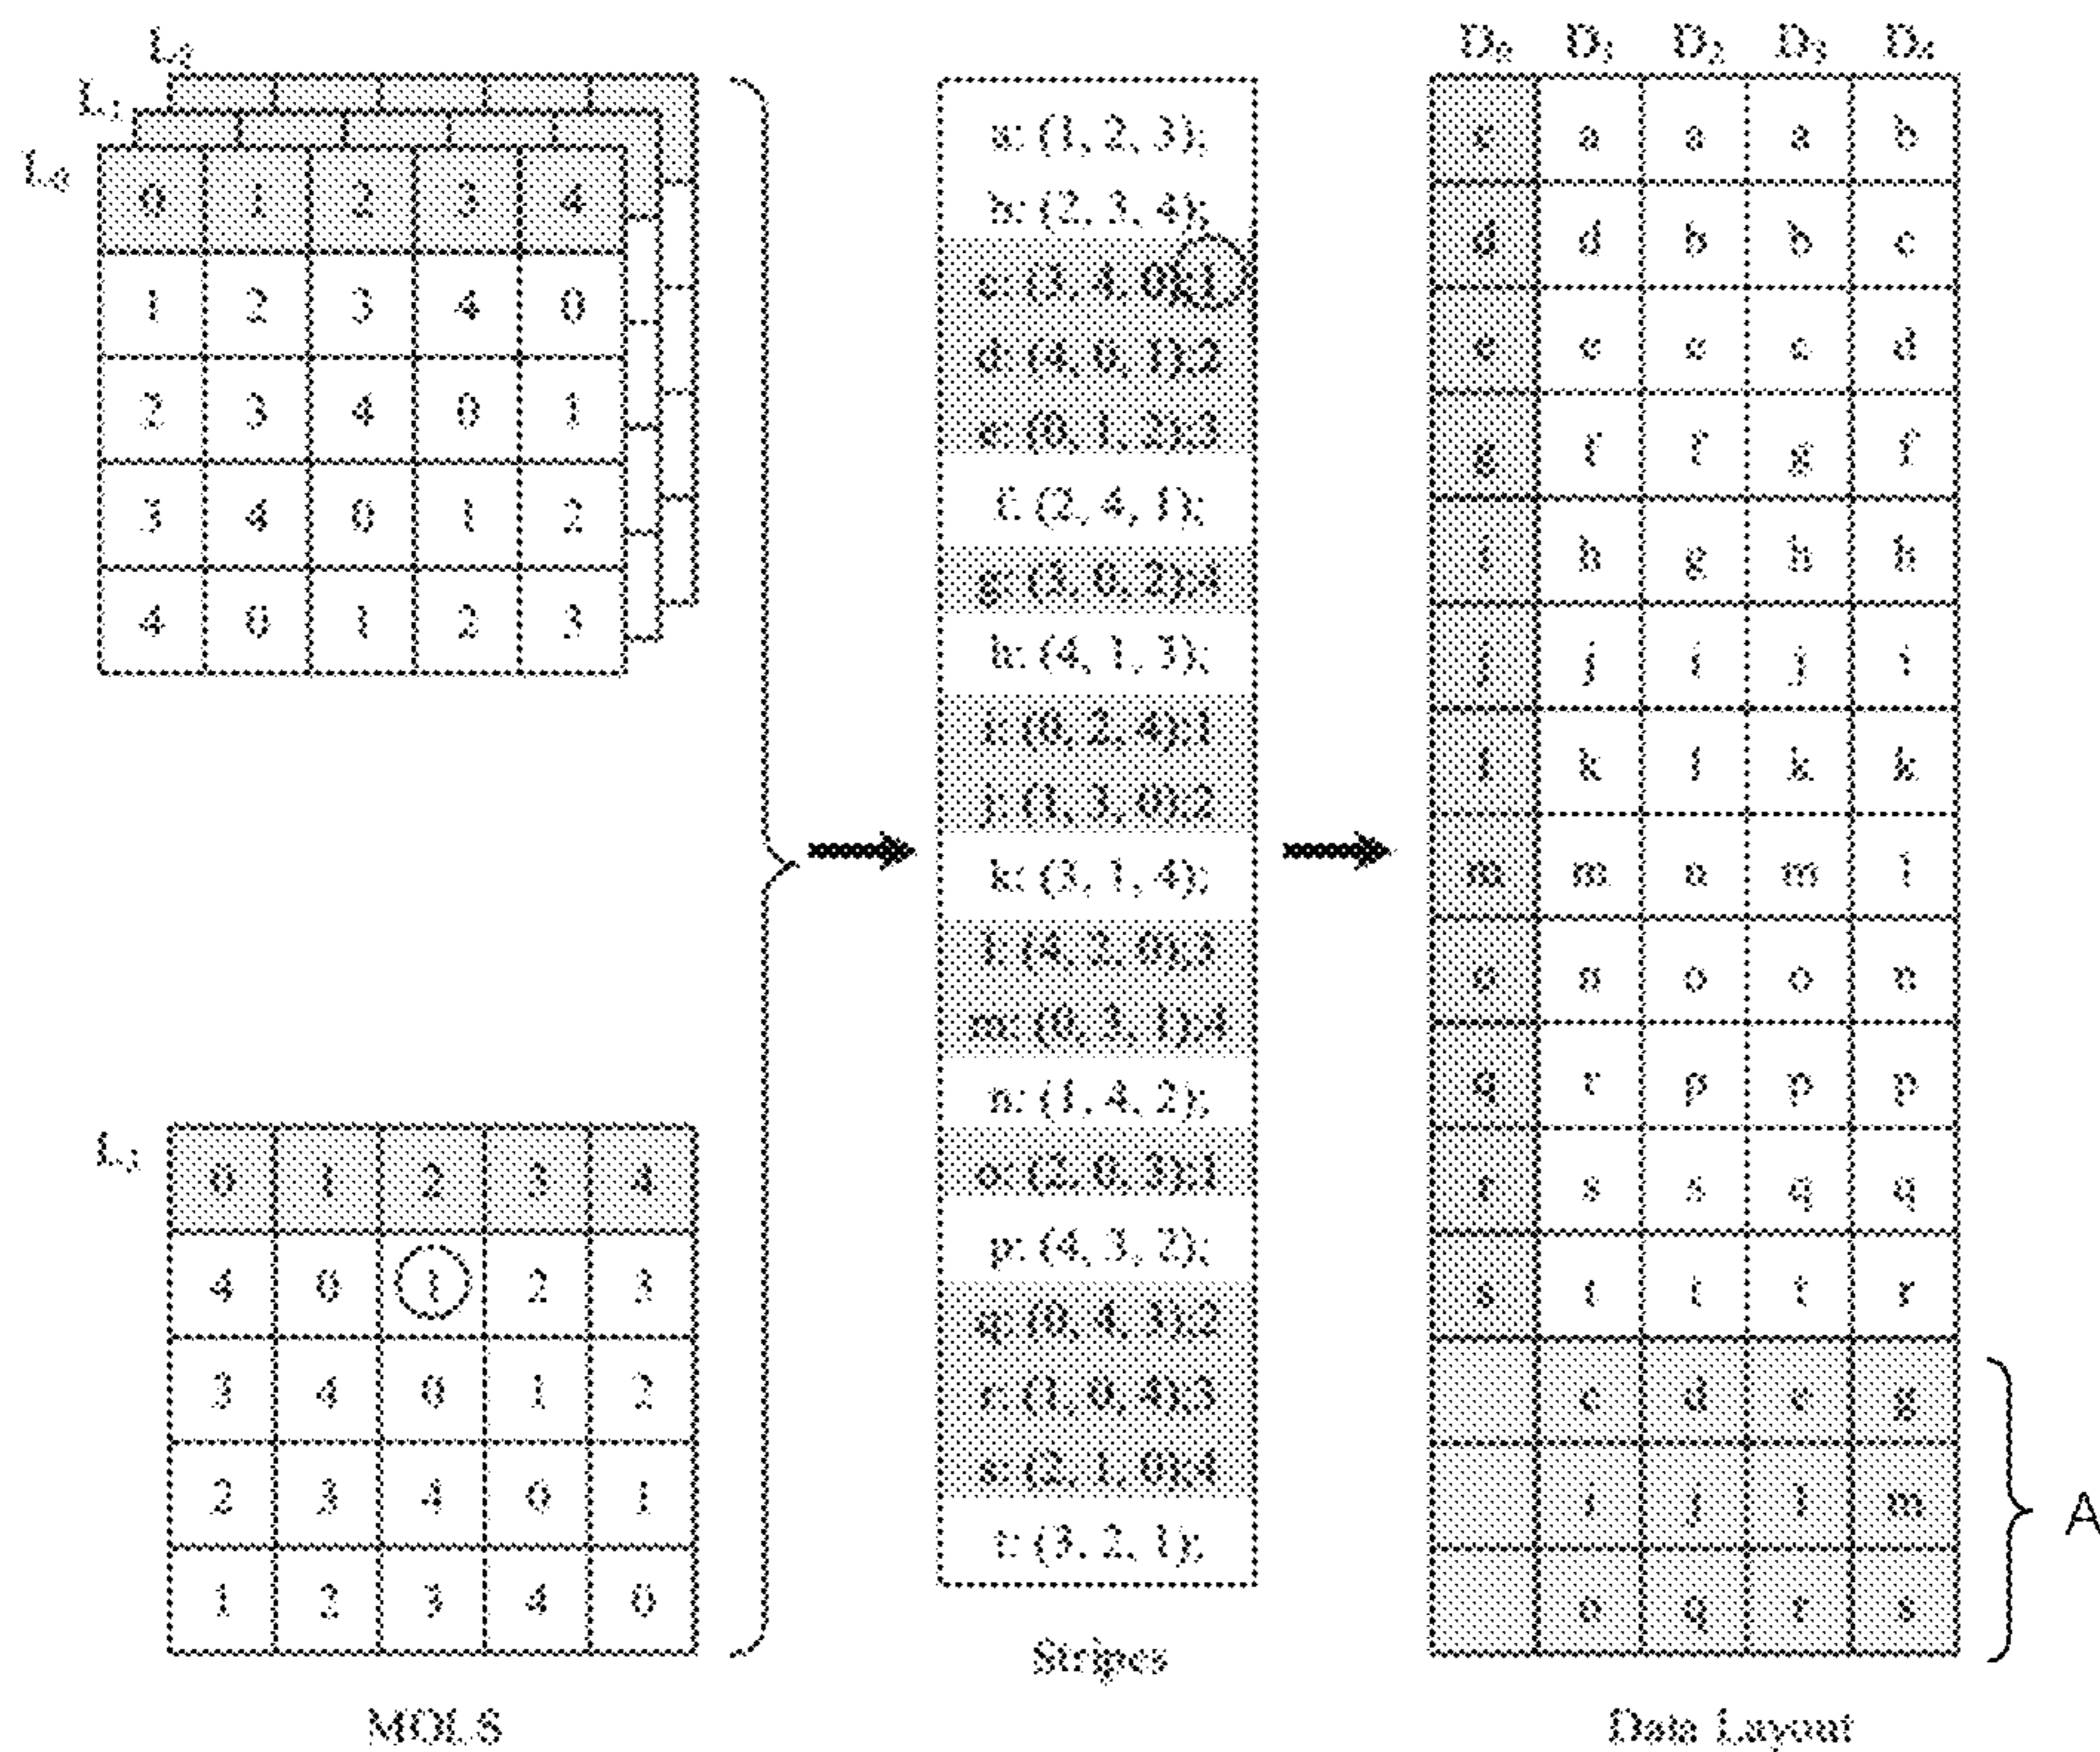 L₂
L₁
L₀
0 1 2 3 4
1 2 3 4 0
2 3 4 0 1
3 4 0 1 2
4 0 1 2 3
L₃
0 1 2 3 4
4 0 1 2 3
3 4 0 1 2
2 3 4 0 1
1 2 3 4 0
MOLS
a: (1, 2, 3);
b: (2, 3, 4);
c: (3, 4, 0);1
d: (4, 0, 1);2
e: (0, 1, 2);3
f: (2, 4, 1);
g: (3, 0, 2);4
h: (4, 1, 3);
i: (0, 2, 4);1
j: (1, 3, 0);2
k: (3, 1, 4);
l: (4, 2, 0);3
m: (0, 3, 1);4
n: (1, 4, 2);
o: (2, 0, 3);1
p: (4, 3, 2);
q: (0, 4, 3);2
r: (1, 0, 4);3
s: (2, 1, 0);4
t: (3, 2, 1);
Stripes
D₀ D₁ D₂ D₃ D₄
c a a a b
d d b b c
e e e c d
g f f g f
i h g h h
j j i j i
l k l k k
m m n m l
o n o o n
q r p p p
r s s q q
s t t t r
c d e g
i j l m
o q r s
A
Data Layout